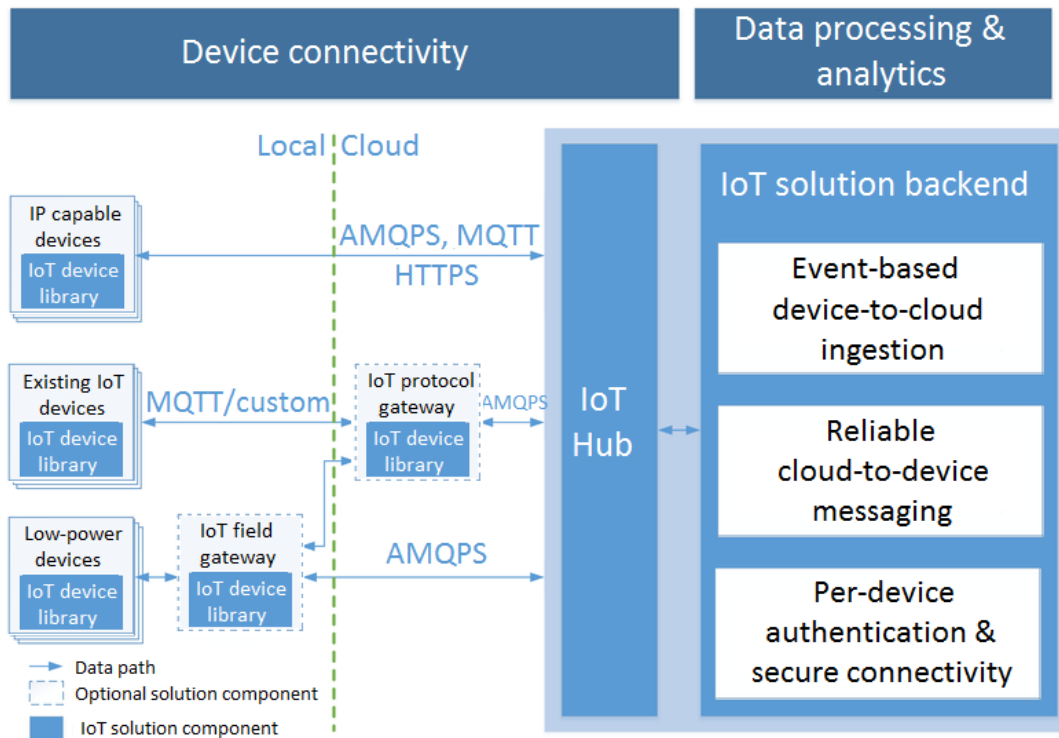 Device connectivity
Data processing &
analytics
Local
Cloud
IoT solution backend
IP capable
devices
IoT device
library
AMQPS, MQTT
HTTPS
Event-based
device-to-cloud
ingestion
Existing IoT
devices
IoT device
library
MQTT/custom
IoT protocol
gateway
IoT device
library
AMQPS
IoT
Hub
Reliable
cloud-to-device
messaging
Low-power
devices
IoT device
library
IoT field
gateway
IoT device
library
AMQPS
Per-device
authentication &
secure connectivity
Data path
Optional solution component
IoT solution component